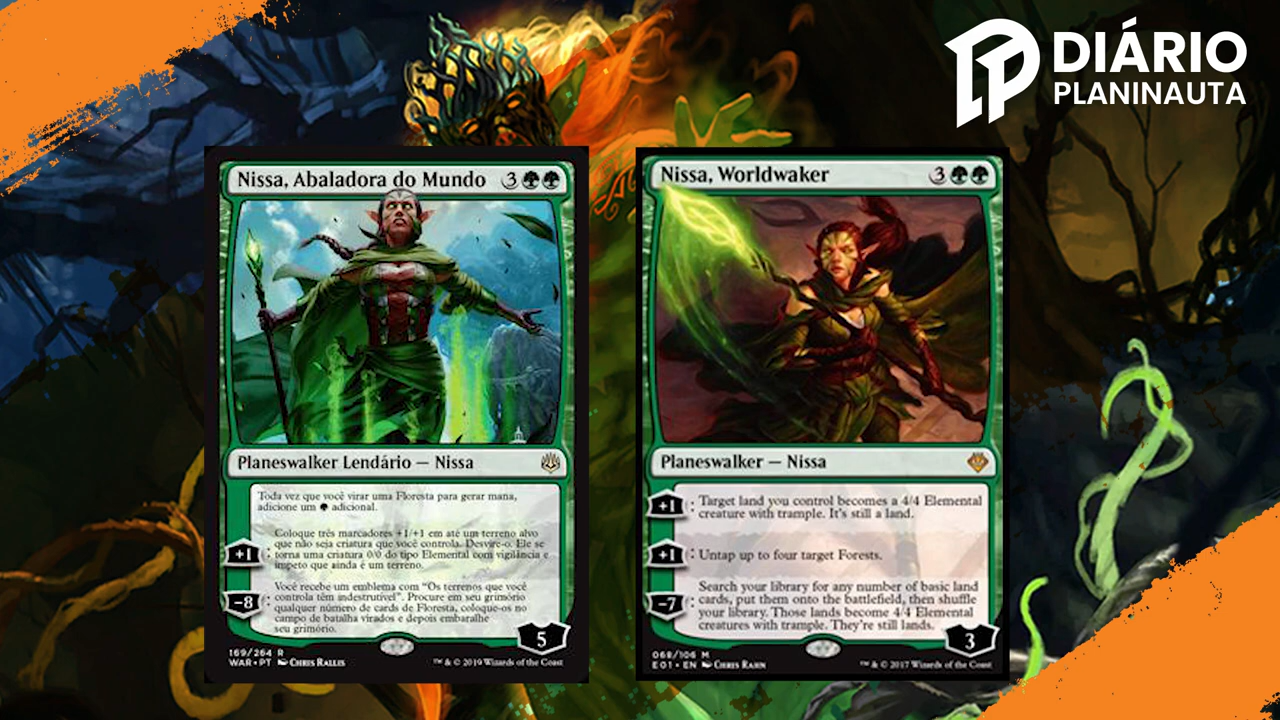 DIÁRIO
PLANINAUTA
Nissa, Abaladora do Mundo 3
Planeswalker Lendário — Nissa
Toda vez que você virar uma Floresta para gerar mana,
adicione um adicional.
+1: Coloque três marcadores +1/+1 em até um terreno alvo
que não seja criatura que você controla. Desvire-o. Ele se
torna uma criatura 0/0 do tipo Elemental com vigilância e
ímpeto que ainda é um terreno.
-8: Você recebe um emblema com “Os terrenos que você
controla têm indestrutível”. Procure em seu grimório
qualquer número de cards de Floresta, coloque-os no
campo de batalha virados e depois embaralhe
seu grimório.
5
169/264 R
WAR • PT CHRIS RALLIS
™ & © 2019 Wizards of the Coast
Nissa, Worldwaker 3
Planeswalker — Nissa
+1: Target land you control becomes a 4/4 Elemental
creature with trample. It's still a land.
+1: Untap up to four target Forests.
-7: Search your library for any number of basic land
cards, put them onto the battlefield, then shuffle
your library. Those lands become 4/4 Elemental
creatures with trample. They're still lands.
3
068/106 M
E01 • EN CHRIS RAHN
™ & © 2017 Wizards of the Coast